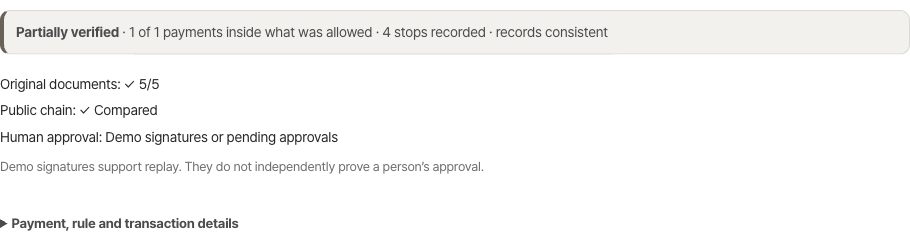 Partially verified · 1 of 1 payments inside what was allowed · 4 stops recorded · records consistent
Original documents: ✓ 5/5
Public chain: ✓ Compared
Human approval: Demo signatures or pending approvals
Demo signatures support replay. They do not independently prove a person’s approval.
▶ Payment, rule and transaction details